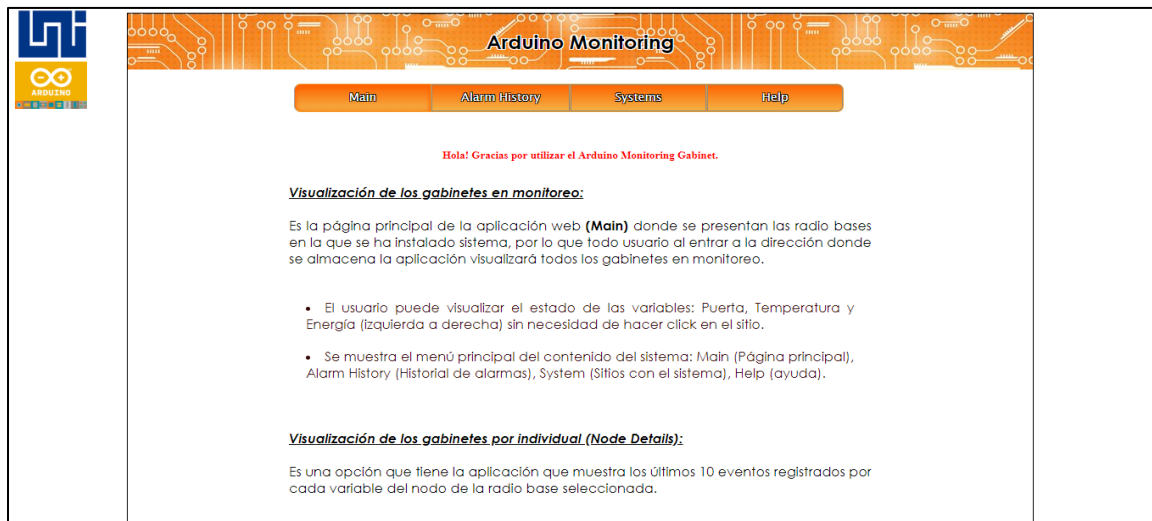 UNI
ARDUINO
Arduino Monitoring
Main Alarm History Systems Help
Hola! Gracias por utilizar el Arduino Monitoring Gabinet.
Visualización de los gabinetes en monitoreo:
Es la página principal de la aplicación web (Main) donde se presentan las radio bases
en la que se ha instalado sistema, por lo que todo usuario al entrar a la dirección donde
se almacena la aplicación visualizará todos los gabinetes en monitoreo.
• El usuario puede visualizar el estado de las variables: Puerta, Temperatura y
Energía (izquierda a derecha) sin necesidad de hacer click en el sitio.
• Se muestra el menú principal del contenido del sistema: Main (Página principal),
Alarm History (Historial de alarmas), System (Sitios con el sistema), Help (ayuda).
Visualización de los gabinetes por individual (Node Details):
Es una opción que tiene la aplicación que muestra los últimos 10 eventos registrados por
cada variable del nodo de la radio base seleccionada.